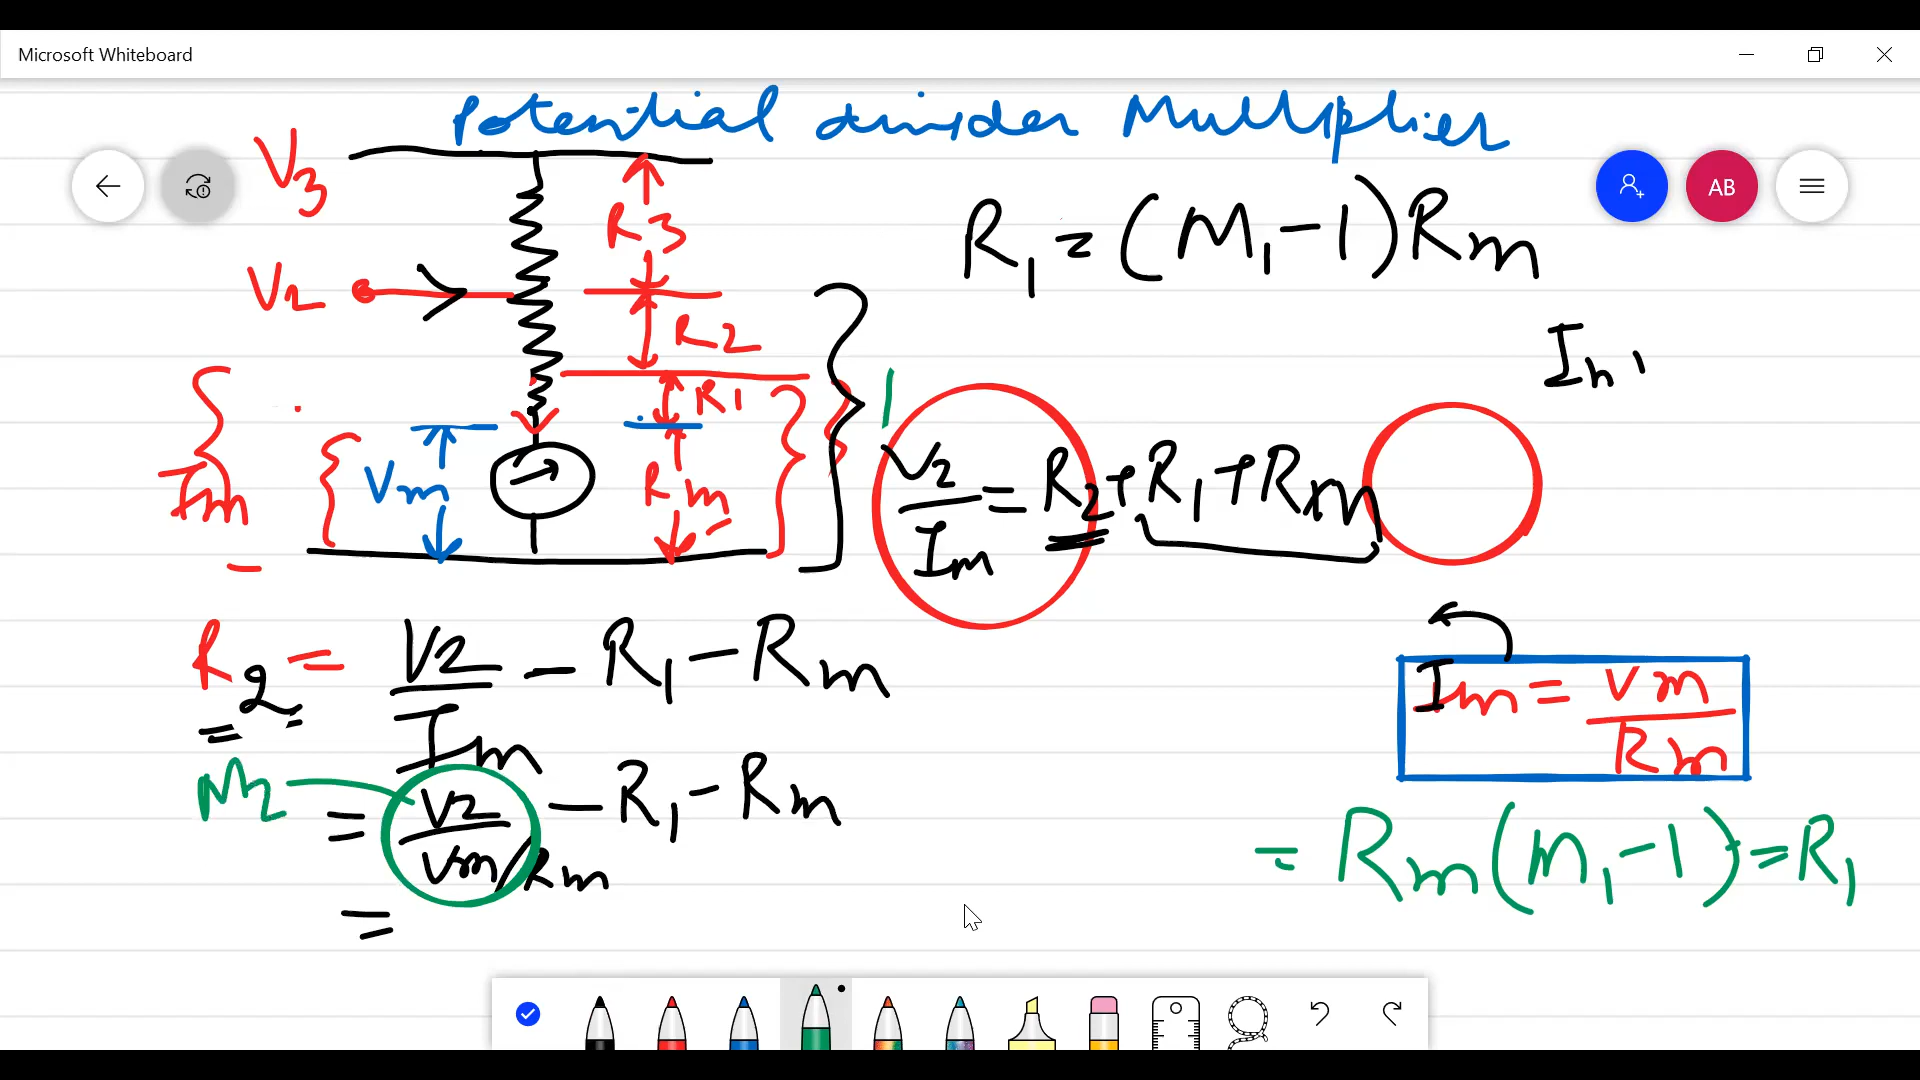 Microsoft Whiteboard
Potential divider Multiplier
AB
V3
R3
R1 = (M1-1)Rm
V2
R2
In,
R1
Im
Vm
Rm
V2/Im = R2+R1+Rm
R2 = V2/Im - R1 - Rm
Im = Vm/Rm
M2
= V2/Vm/Rm - R1 - Rm
= Rm(m1-1) = R1
=